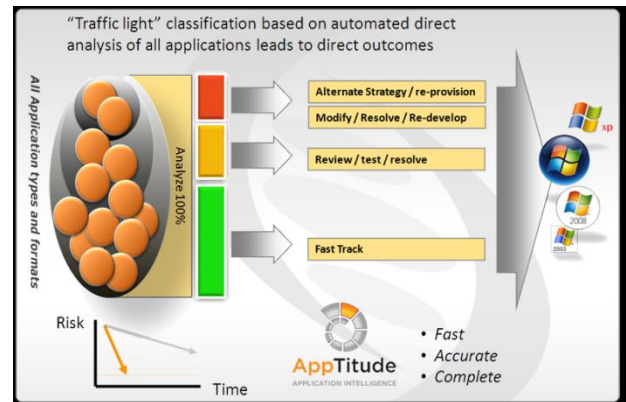 “Traffic light” classification based on automated direct
analysis of all applications leads to direct outcomes
All Application types and formats
Analyze 100%
Alternate Strategy / re-provision
Modify / Resolve / Re-develop
Review / test / resolve
Fast Track
xp
2008
2003
Risk
Time
AppTitude
APPLICATION INTELLIGENCE
• Fast
• Accurate
• Complete